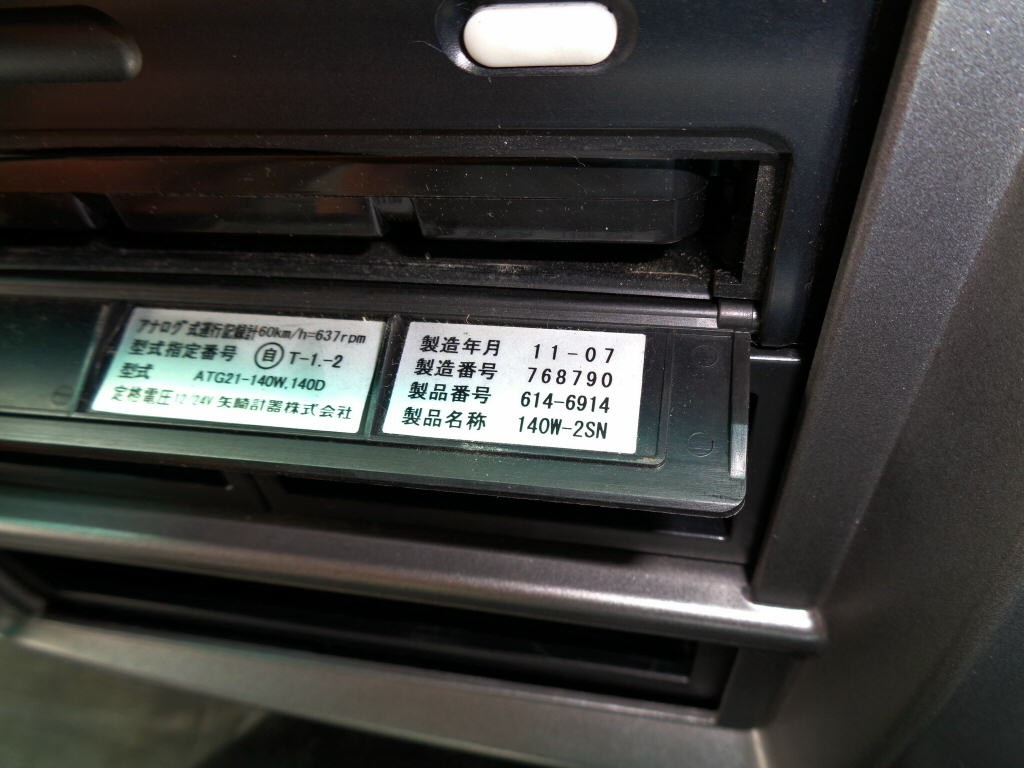 アナログ式運行記録計60km/h=637rpm
型式指定番号 自 T-1.-2
型式 ATG21-140W,140D
定格電圧12/24V 矢崎計器株式会社
製造年月 11-07
製造番号 768790
製品番号 614-6914
製品名称 140W-2SN